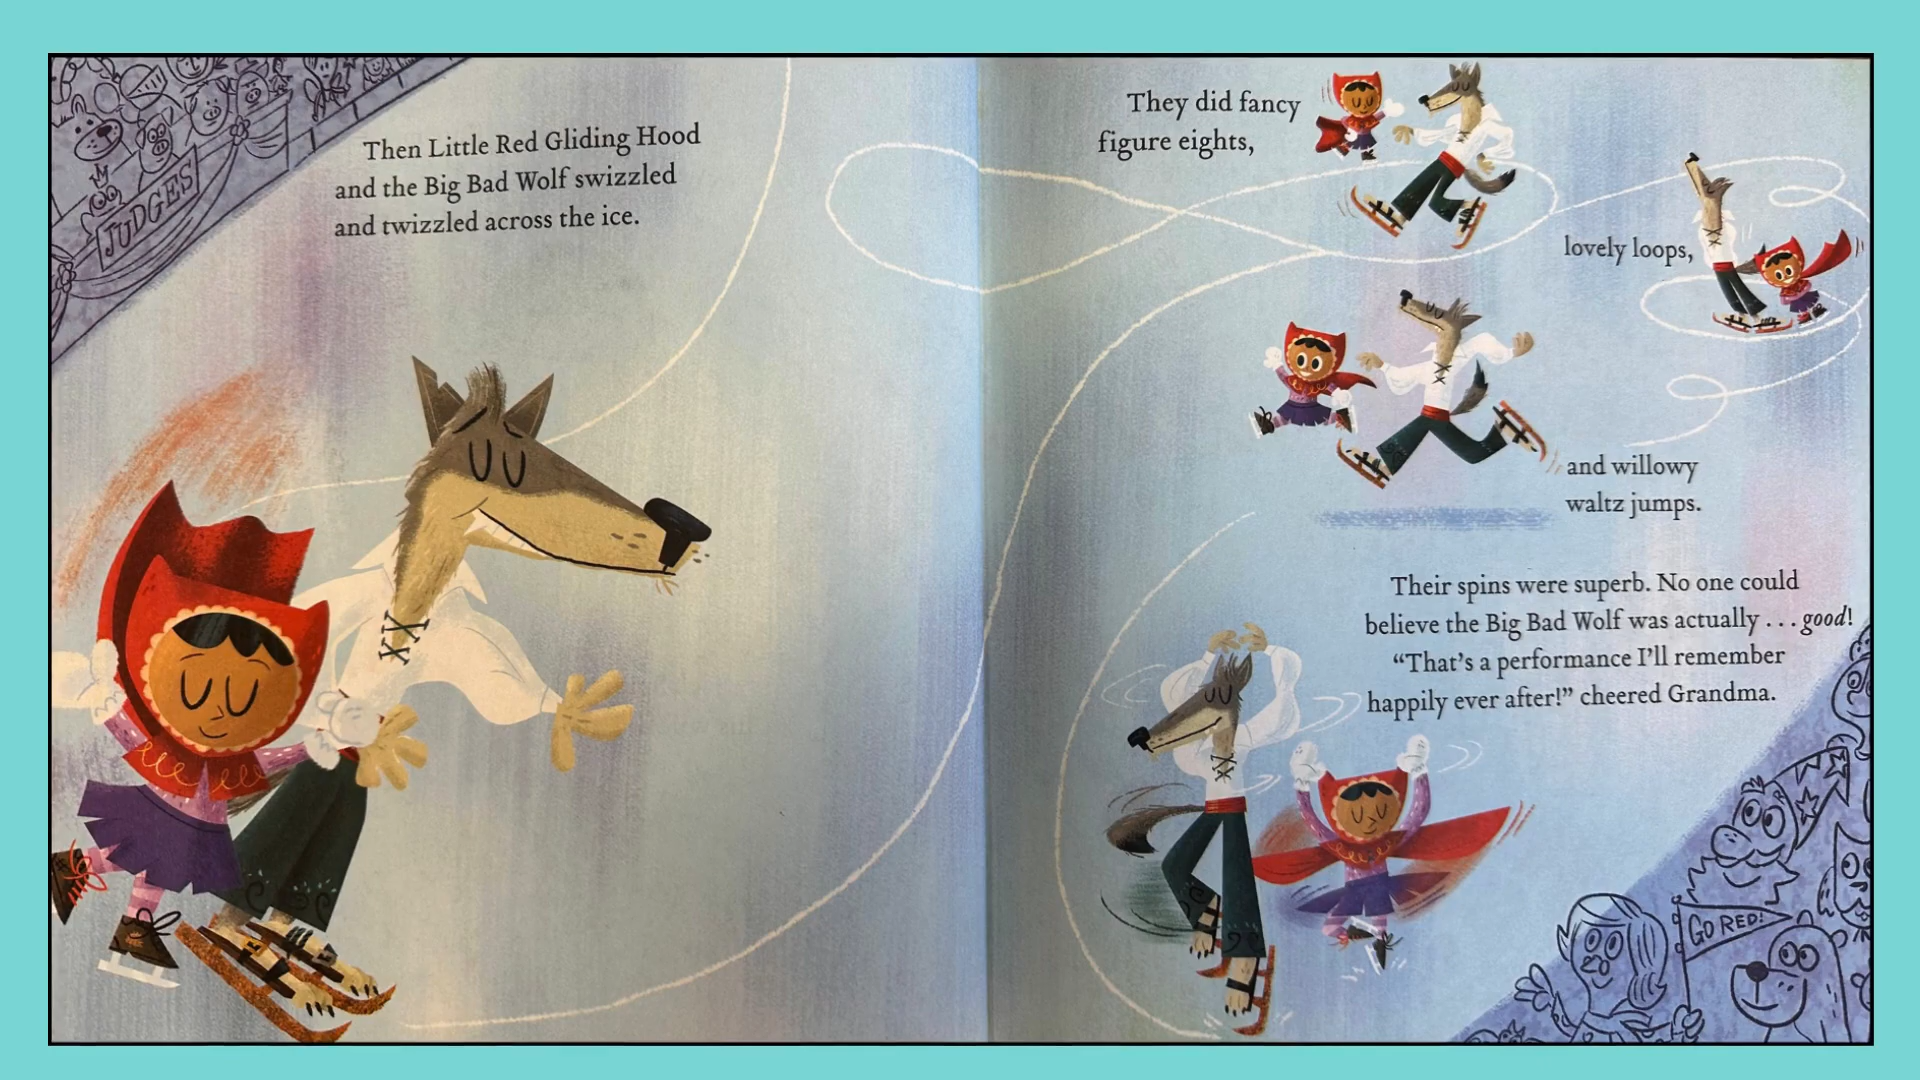 JUDGES
Then Little Red Gliding Hood
and the Big Bad Wolf swizzled
and twizzled across the ice.
They did fancy
figure eights,
lovely loops,
and willowy
waltz jumps.
Their spins were superb. No one could
believe the Big Bad Wolf was actually . . . good!
“That’s a performance I’ll remember
happily ever after!” cheered Grandma.
GO RED!